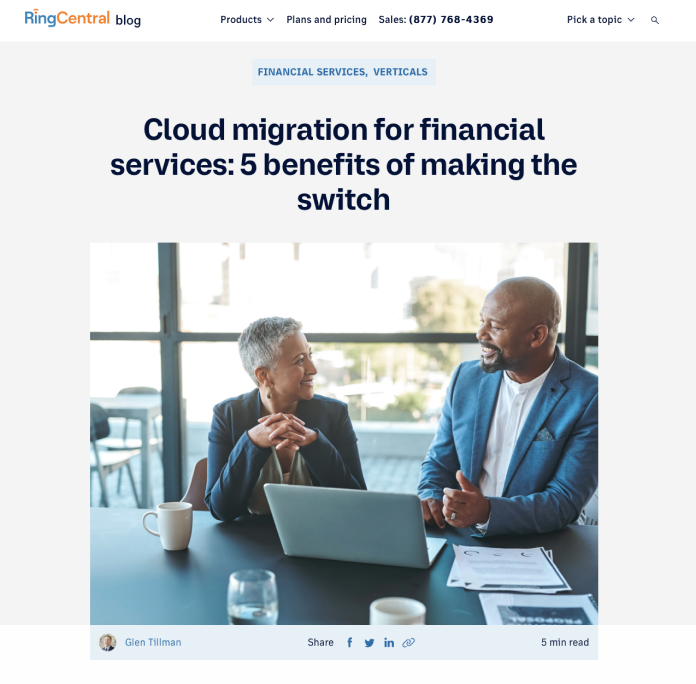 RingCentral blog
Products Plans and pricing Sales: (877) 768-4369 Pick a topic
FINANCIAL SERVICES, VERTICALS
Cloud migration for financial
services: 5 benefits of making the
switch
PROPOSAL
Glen Tillman Share 5 min read